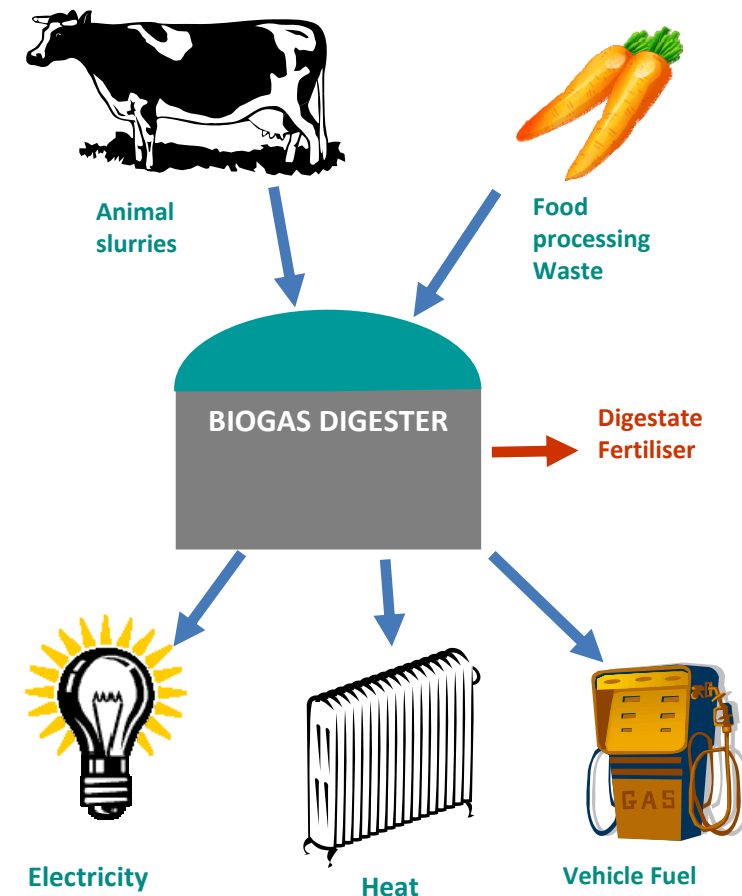 Animal
slurries
Food
processing
Waste
BIOGAS DIGESTER
Digestate
Fertiliser
GAS
Electricity
Heat
Vehicle Fuel